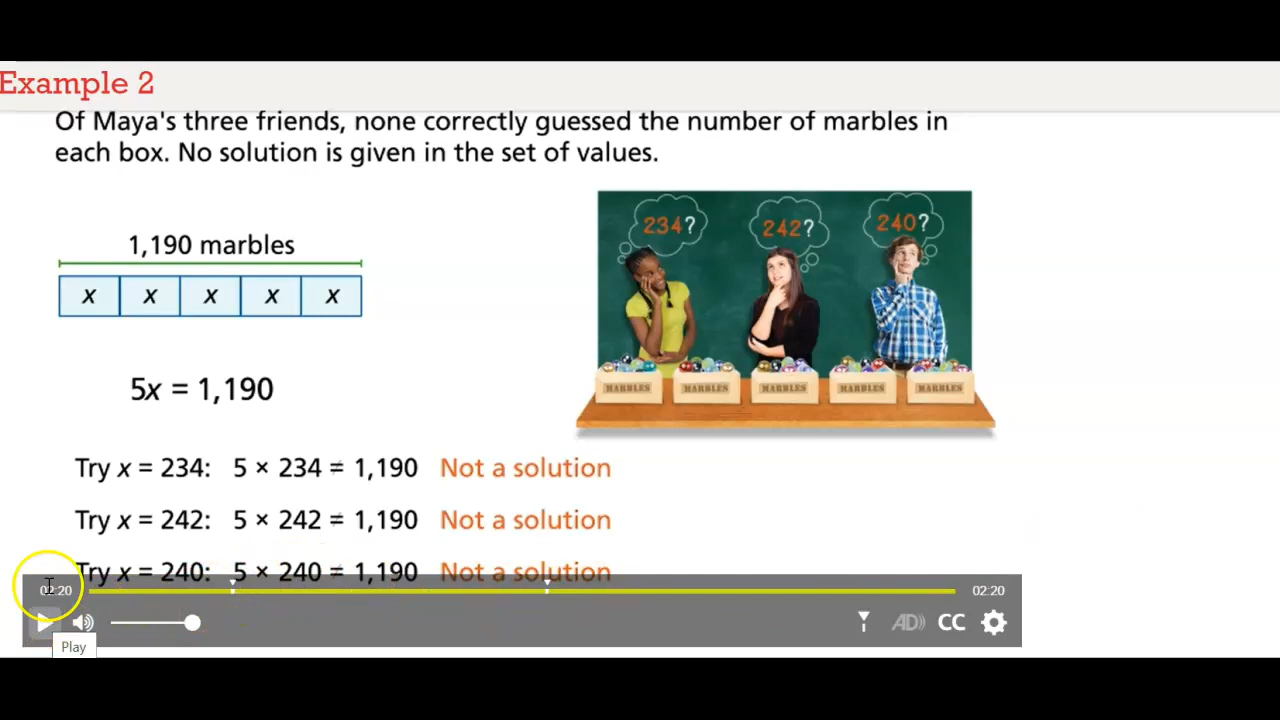 Example 2
Of Maya's three friends, none correctly guessed the number of marbles in
each box. No solution is given in the set of values.
234?
242?
240?
1,190 marbles
x x x x x
MARBLES MARBLES MARBLES MARBLES MARBLES
5x = 1,190
Try x = 234: 5 × 234 ≠ 1,190 Not a solution
Try x = 242: 5 × 242 ≠ 1,190 Not a solution
Try x = 240: 5 × 240 ≠ 1,190 Not a solution
02:20
02:20
AD
CC
Play